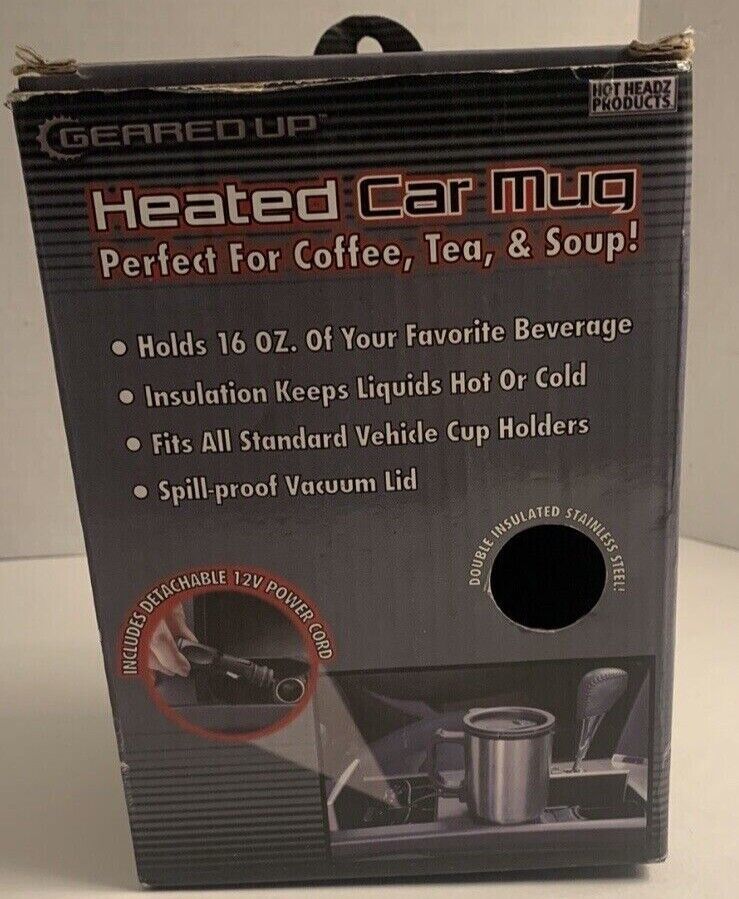 GEARED UP™
HOT HEADZ
PRODUCTS
Heated Car Mug
Perfect For Coffee, Tea, & Soup!
• Holds 16 OZ. Of Your Favorite Beverage
• Insulation Keeps Liquids Hot Or Cold
• Fits All Standard Vehicle Cup Holders
• Spill-proof Vacuum Lid
DOUBLE INSULATED STAINLESS STEEL!
INCLUDES DETACHABLE 12V POWER CORD